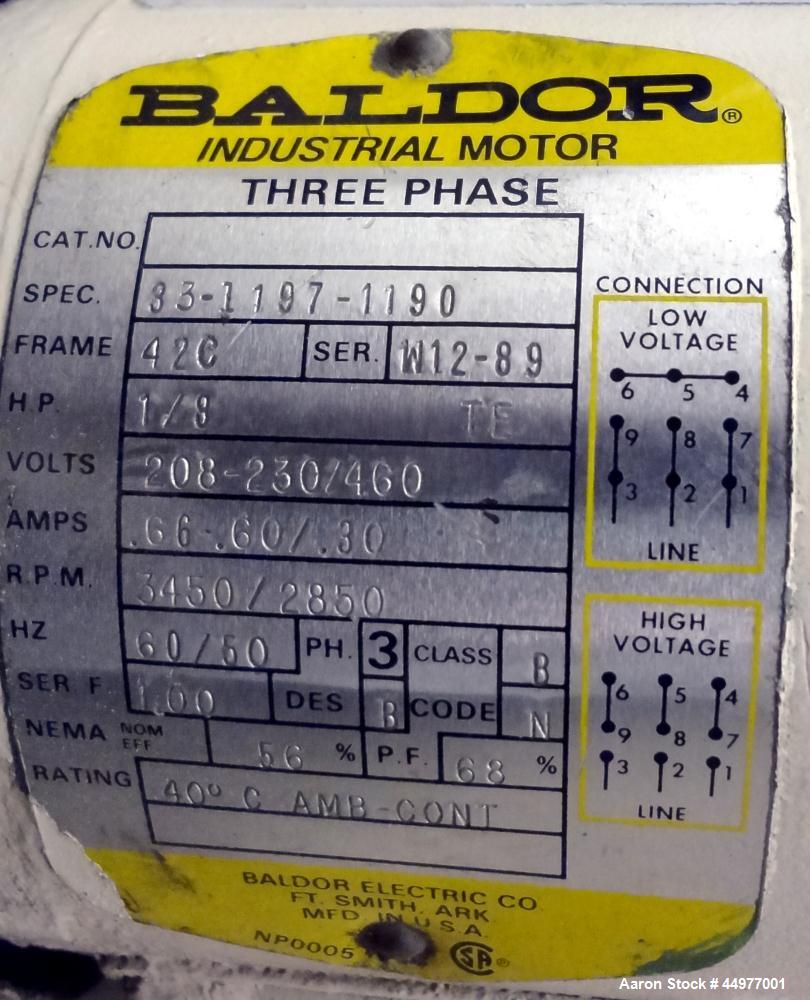 BALDOR®
INDUSTRIAL MOTOR
THREE PHASE
CAT.NO.
SPEC. 33-1197-1190
FRAME 42C SER. W12-89
H.P. 1/8 TE
VOLTS 208-230/460
AMPS .66-.60/.30
R.P.M. 3450/2850
HZ 60/50 PH. 3 CLASS B
SER F. 1.00 DES B CODE N
NEMA NOM EFF 56 % P.F. 68 %
RATING 40° C AMB-CONT
CONNECTION
LOW
VOLTAGE
6 5 4
9 8 7
3 2 1
LINE
HIGH
VOLTAGE
6 5 4
9 8 7
3 2 1
LINE
BALDOR ELECTRIC CO
FT. SMITH, ARK
MFD. IN U.S.A.
NP0005 SA
Aaron Stock # 44977001